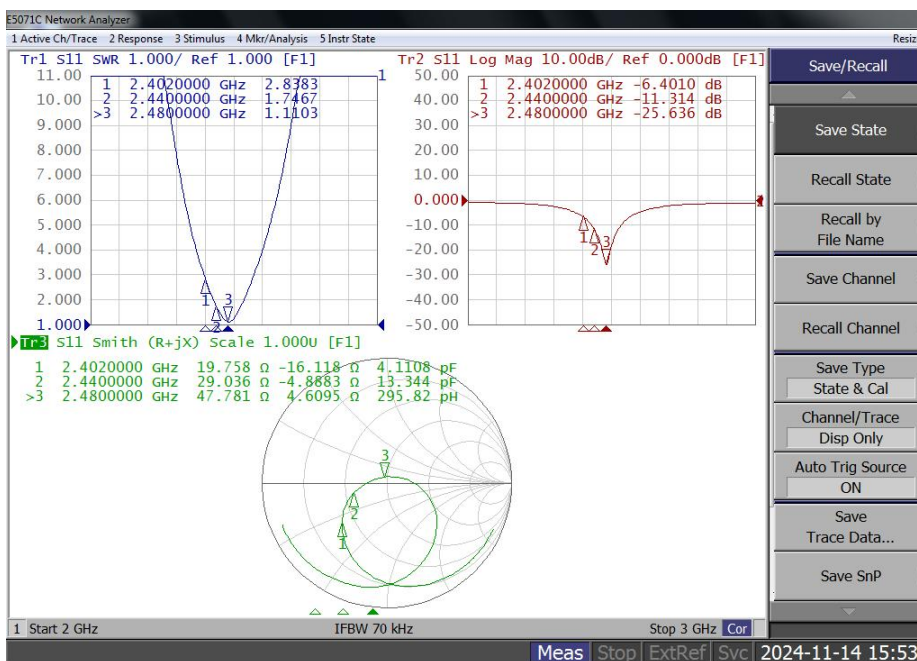 E5071C Network Analyzer
1 Active Ch/Trace 2 Response 3 Stimulus 4 Mkr/Analysis 5 Instr State
Resiz
Tr1 S11 SWR 1.000/ Ref 1.000 [F1]
11.00
10.00
9.000
8.000
7.000
6.000
5.000
4.000
3.000
2.000
1.000
1 2.4020000 GHz 2.8383
2 2.4400000 GHz 1.7467
>3 2.4800000 GHz 1.1103
1
1
2
3
Tr2 S11 Log Mag 10.00dB/ Ref 0.000dB [F1]
50.00
40.00
30.00
20.00
10.00
0.000
-10.00
-20.00
-30.00
-40.00
-50.00
1 2.4020000 GHz -6.4010 dB
2 2.4400000 GHz -11.314 dB
>3 2.4800000 GHz -25.636 dB
1
2
3
Tr3 S11 Smith (R+jX) Scale 1.000U [F1]
1 2.4020000 GHz 19.758 Ω -16.118 Ω 4.1108 pF
2 2.4400000 GHz 29.036 Ω -4.8883 Ω 13.344 pF
>3 2.4800000 GHz 47.781 Ω 4.6095 Ω 295.82 pH
3
2
1
1 Start 2 GHz IFBW 70 kHz Stop 3 GHz Cor
Save/Recall
Save State
Recall State
Recall by
File Name
Save Channel
Recall Channel
Save Type
State & Cal
Channel/Trace
Disp Only
Auto Trig Source
ON
Save
Trace Data...
Save SnP
Meas Stop ExtRef Svc 2024-11-14 15:53